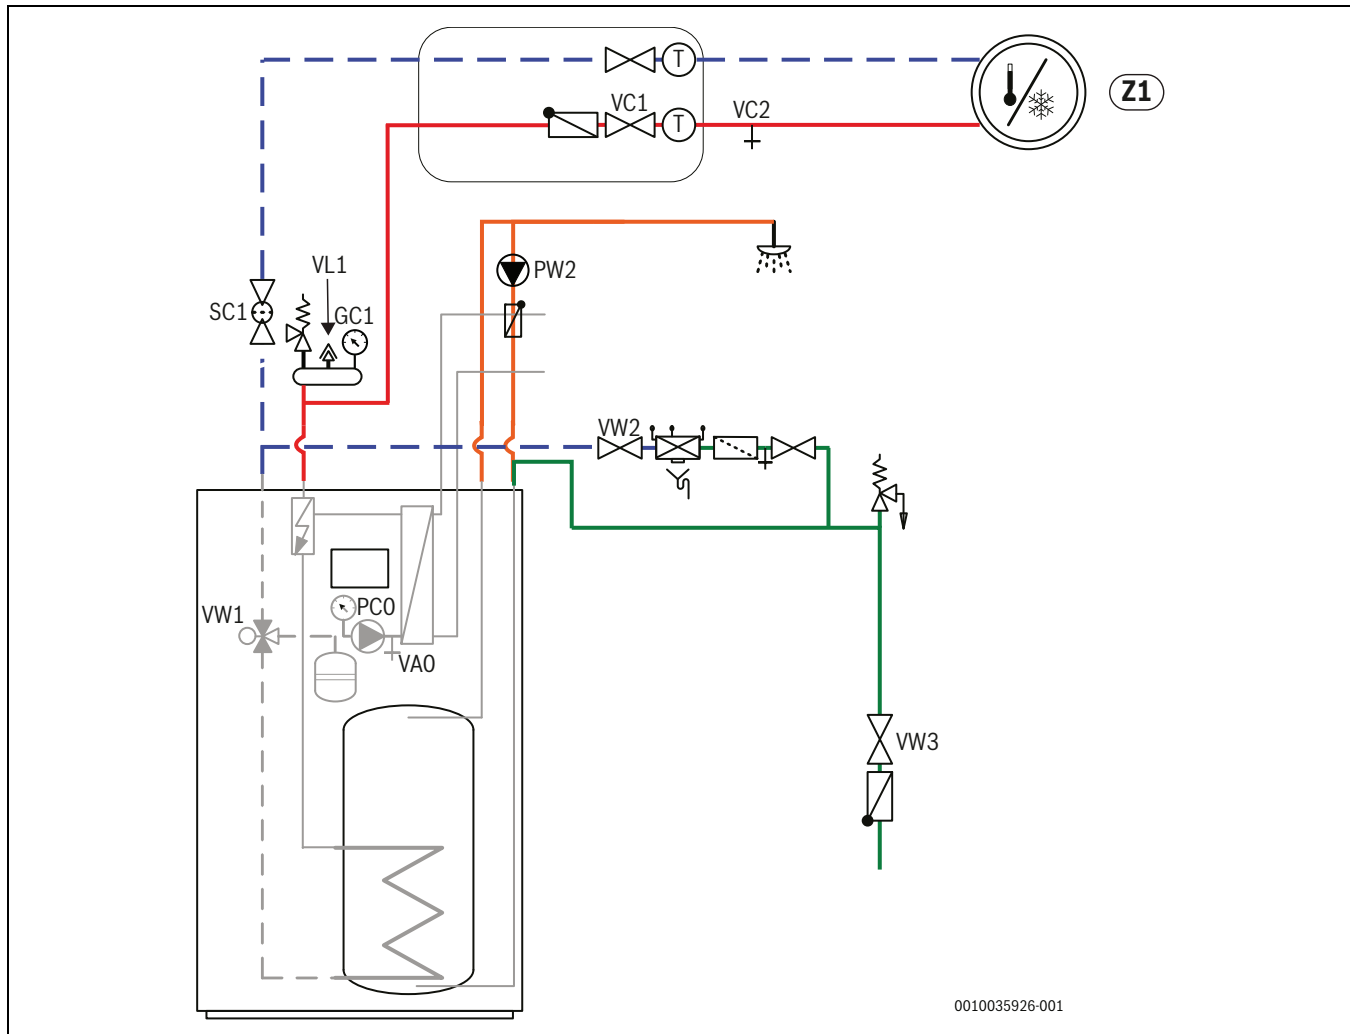 T
Z1
VC1
T
VC2
VL1
PW2
SC1
GC1
VW2
PC0
VW1
VA0
VW3
0010035926-001